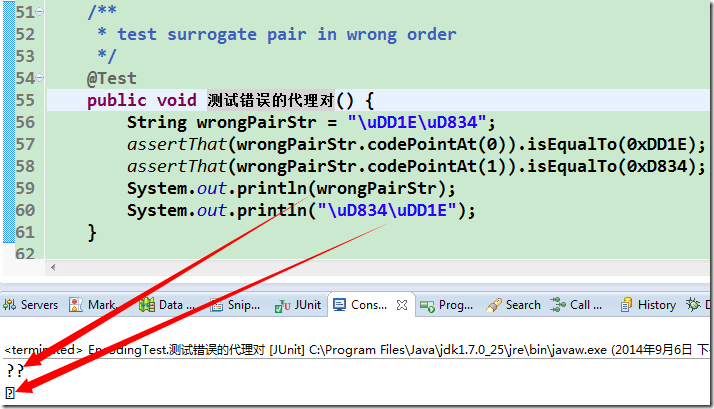 51 /**
52 * test surrogate pair in wrong order
53 */
54 @Test
55 public void 测试错误的代理对() {
56 String wrongPairStr = "\uDD1E\uD834";
57 assertThat(wrongPairStr.codePointAt(0)).isEqualTo(0xDD1E);
58 assertThat(wrongPairStr.codePointAt(1)).isEqualTo(0xD834);
59 System.out.println(wrongPairStr);
60 System.out.println("\uD834\uDD1E");
61 }
62
Servers Mark... Data ... Snip... JUnit Cons... Prog... Search Call ... History
<terminated> EncodingTest.测试错误的代理对 [JUnit] C:\Program Files\Java\jdk1.7.0_25\jre\bin\javaw.exe (2014年9月6日 下
??